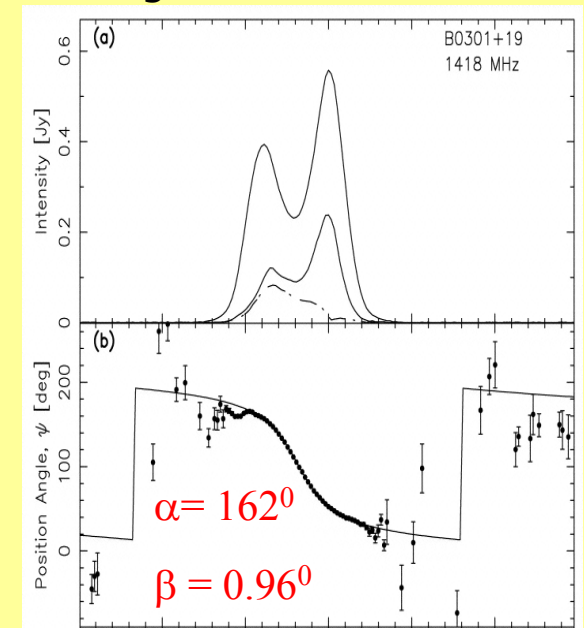 (a)
B0301+19
1418 MHz
Intensity [Jy]
0.6
0.4
0.2
0
(b)
Position Angle, ψ [deg]
200
100
0
α= 162⁰
β = 0.96⁰